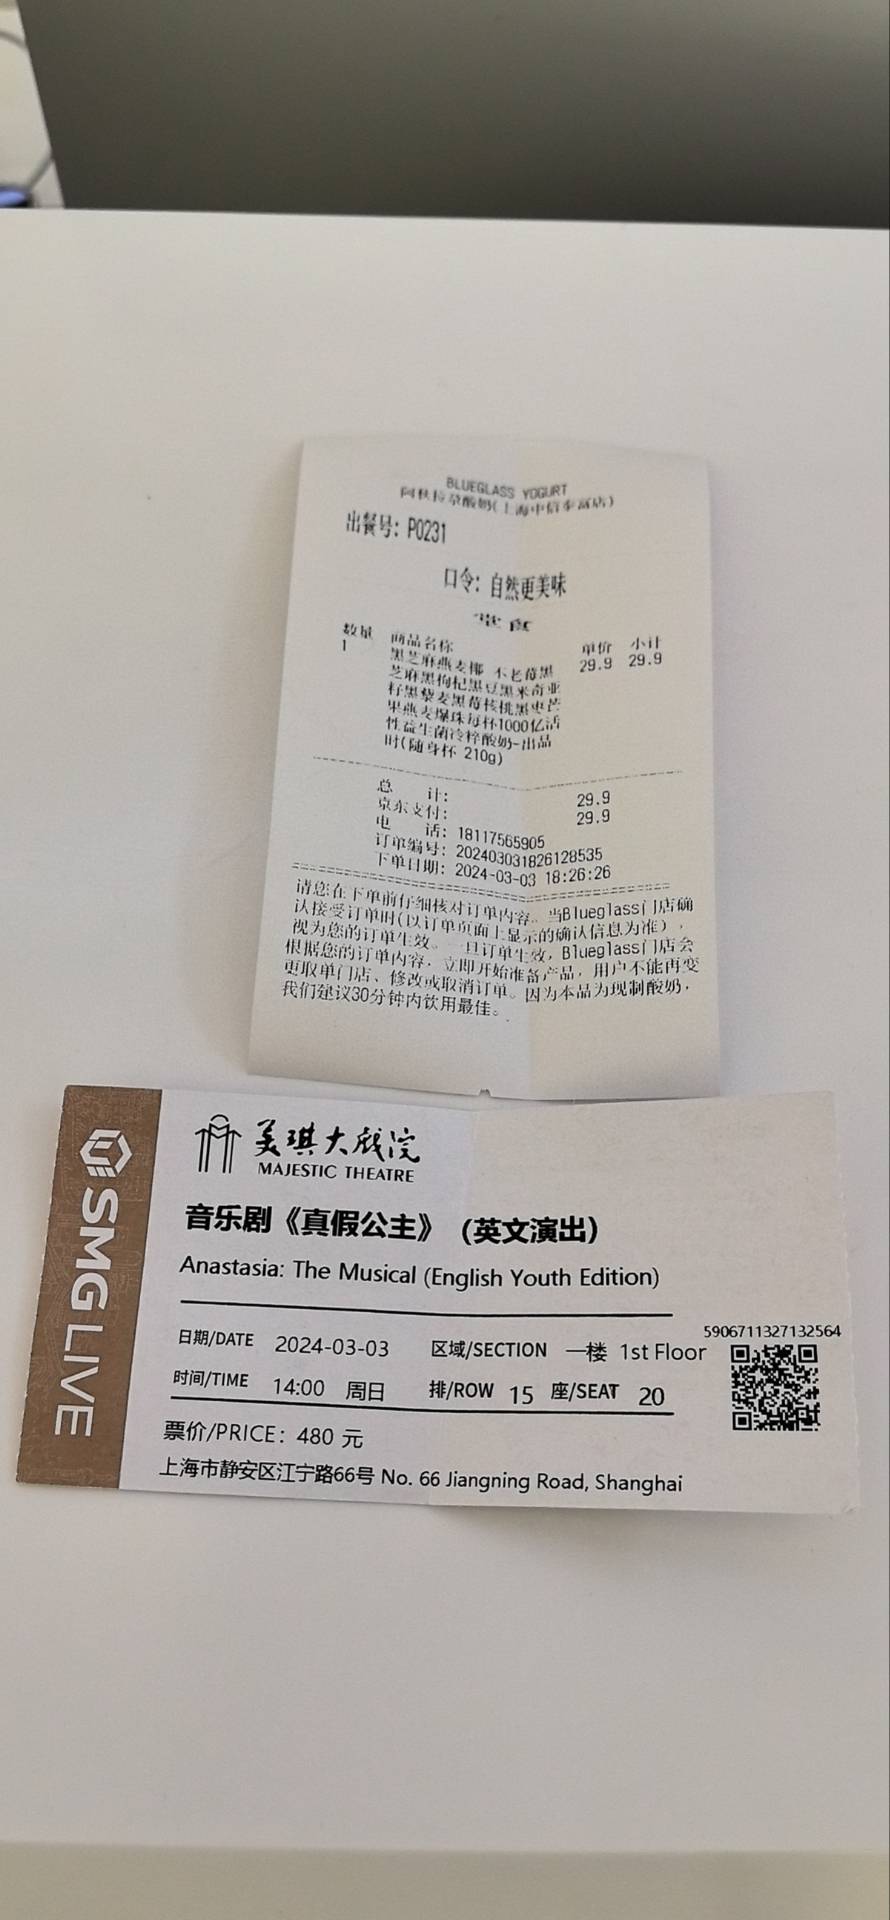 BLUEGLASS YOGURT
阿秋拉尕酸奶(上海中信泰富店)
出餐号: P0231
口令: 自然更美味
堂食
数量 商品名称 单价 小计
1 黑芝麻燕麦椰 不老莓黑 29.9 29.9
芝麻黑枸杞黑豆黑米奇亚
籽黑藜麦黑莓核桃黑枣芒
果燕麦爆珠每杯1000亿活
性益生菌冷榨酸奶-出品
时(随身杯 210g)
总 计: 29.9
京东支付: 29.9
电 话: 18117565905
订单编号: 202403031826128535
下单日期: 2024-03-03 18:26:26
请您在下单前仔细核对订单内容。当Blueglass门店确
认接受订单时(以订单页面上显示的确认信息为准),
视为您的订单生效。一旦订单生效, Blueglass门店会
根据您的订单内容, 立即开始准备产品, 用户不能再变
更取单门店、修改或取消订单。因为本品为现制酸奶,
我们建议30分钟内饮用最佳。
SMG LIVE
美琪大戏院
MAJESTIC THEATRE
音乐剧《真假公主》(英文演出)
Anastasia: The Musical (English Youth Edition)
5906711327132564
日期/DATE 2024-03-03 区域/SECTION 一楼 1st Floor
时间/TIME 14:00 周日 排/ROW 15 座/SEAT 20
票价/PRICE: 480 元
上海市静安区江宁路66号 No. 66 Jiangning Road, Shanghai